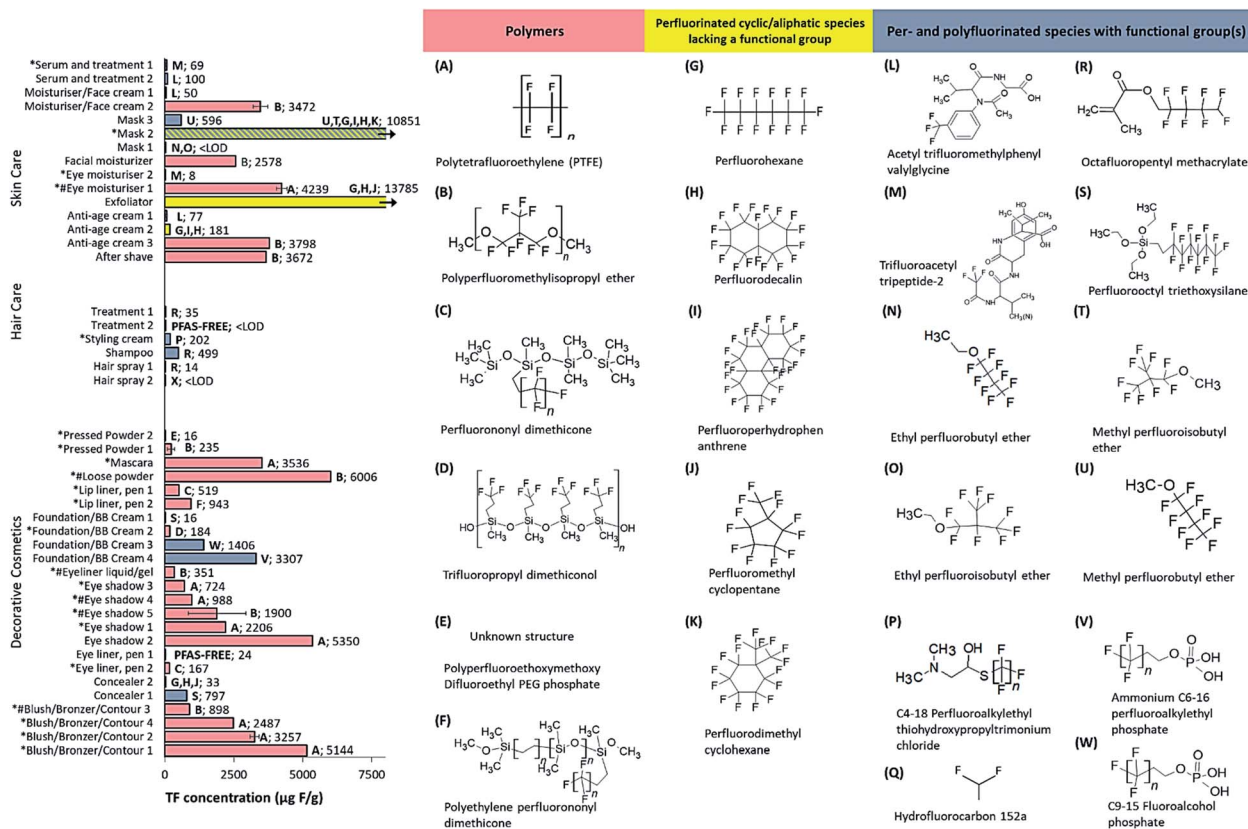 Polymers
Perfluorinated cyclic/aliphatic species
lacking a functional group
Per- and polyfluorinated species with functional group(s)
Skin Care
*Serum and treatment 1 M; 69
Serum and treatment 2 L; 100
Moisturiser/Face cream 1 L; 50
Moisturiser/Face cream 2 B; 3472
Mask 3 U; 596
*Mask 2 U,T,G,I,H,K; 10851
Mask 1 N,O; <LOD
Facial moisturizer B; 2578
*Eye moisturiser 2 M; 8
*#Eye moisturiser 1 A; 4239
Exfoliator G,H,J; 13785
Anti-age cream 1 L; 77
Anti-age cream 2 G,I,H; 181
Anti-age cream 3 B; 3798
After shave B; 3672
Hair Care
Treatment 1 R; 35
Treatment 2 PFAS-FREE; <LOD
*Styling cream P; 202
Shampoo R; 499
Hair spray 1 R; 14
Hair spray 2 X; <LOD
Decorative Cosmetics
*Pressed Powder 2 E; 16
*Pressed Powder 1 B; 235
*Mascara A; 3536
*#Loose powder B; 6006
*Lip liner, pen 1 C; 519
*Lip liner, pen 2 F; 943
Foundation/BB Cream 1 S; 16
*Foundation/BB Cream 2 D; 184
Foundation/BB Cream 3 W; 1406
Foundation/BB Cream 4 V; 3307
*#Eyeliner liquid/gel B; 351
*Eye shadow 3 A; 724
*#Eye shadow 4 A; 988
*#Eye shadow 5 B; 1900
*Eye shadow 1 A; 2206
Eye shadow 2 A; 5350
Eye liner, pen 1 PFAS-FREE; 24
*Eye liner, pen 2 C; 167
Concealer 2 G,H,J; 33
Concealer 1 S; 797
*#Blush/Bronzer/Contour 3 B; 898
*Blush/Bronzer/Contour 4 A; 2487
*Blush/Bronzer/Contour 2 A; 3257
*Blush/Bronzer/Contour 1 A; 5144
0 2500 5000 7500
TF concentration (µg F/g)
(A)
Polytetrafluoroethylene (PTFE)
(B)
Polyperfluoromethylisopropyl ether
(C)
Perfluorononyl dimethicone
(D)
Trifluoropropyl dimethiconol
(E)
Unknown structure
Polyperfluoroethoxymethoxy
Difluoroethyl PEG phosphate
(F)
Polyethylene perfluorononyl
dimethicone
(G)
Perfluorohexane
(H)
Perfluorodecalin
(I)
Perfluoroperhydrophen
anthrene
(J)
Perfluoromethyl
cyclopentane
(K)
Perfluorodimethyl
cyclohexane
(L)
Acetyl trifluoromethylphenyl
valylglycine
(M)
Trifluoroacetyl
tripeptide-2
(N)
Ethyl perfluorobutyl ether
(O)
Ethyl perfluoroisobutyl ether
(P)
C4-18 Perfluoroalkylethyl
thiohydroxypropyltrimonium
chloride
(Q)
Hydrofluorocarbon 152a
(R)
Octafluoropentyl methacrylate
(S)
Perfluorooctyl triethoxysilane
(T)
Methyl perfluoroisobutyl
ether
(U)
Methyl perfluorobutyl ether
(V)
Ammonium C6-16
perfluoroalkylethyl
phosphate
(W)
C9-15 Fluoroalcohol
phosphate